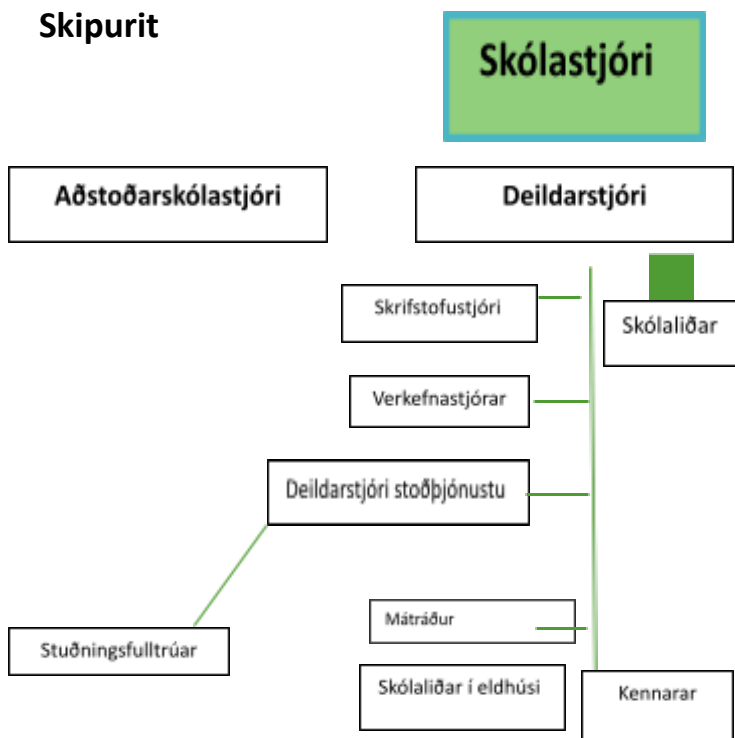 Skipurit
Skólastjóri
Aðstoðarskólastjóri
Deildarstjóri
Skrifstofustjóri
Skólaliðar
Verkefnastjórar
Deildarstjóri stoðþjónustu
Mátráður
Stuðningsfulltrúar
Skólaliðar í eldhúsi
Kennarar